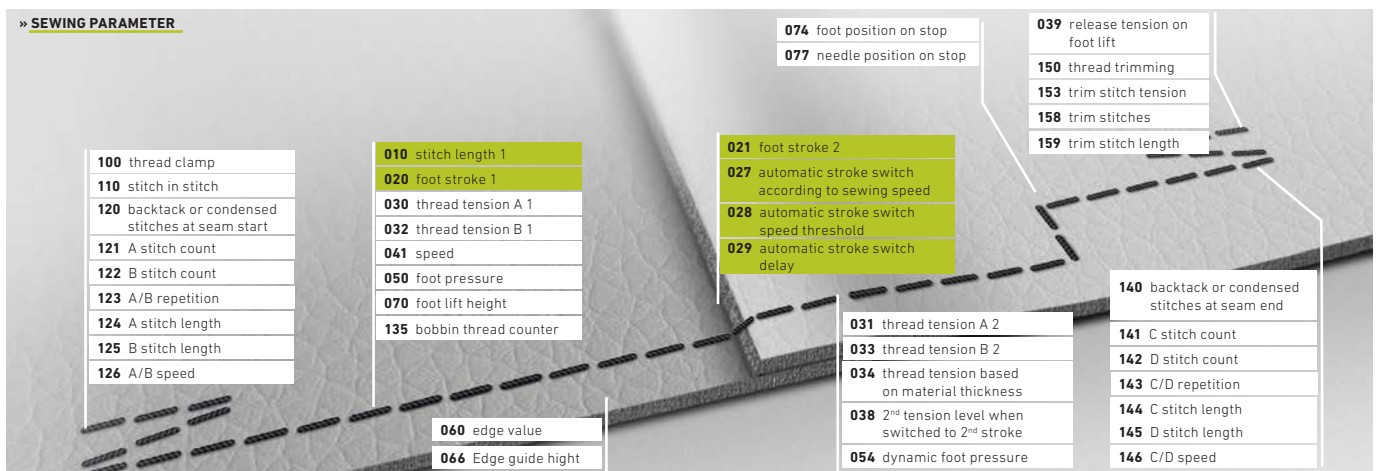 » SEWING PARAMETER
100 thread clamp
110 stitch in stitch
120 backtack or condensed
stitches at seam start
121 A stitch count
122 B stitch count
123 A/B repetition
124 A stitch length
125 B stitch length
126 A/B speed
010 stitch length 1
020 foot stroke 1
030 thread tension A 1
032 thread tension B 1
041 speed
050 foot pressure
070 foot lift height
135 bobbin thread counter
060 edge value
066 Edge guide hight
021 foot stroke 2
027 automatic stroke switch
according to sewing speed
028 automatic stroke switch
speed threshold
029 automatic stroke switch
delay
074 foot position on stop
077 needle position on stop
031 thread tension A 2
033 thread tension B 2
034 thread tension based
on material thickness
038 2nd tension level when
switched to 2nd stroke
054 dynamic foot pressure
039 release tension on
foot lift
150 thread trimming
153 trim stitch tension
158 trim stitches
159 trim stitch length
140 backtack or condensed
stitches at seam end
141 C stitch count
142 D stitch count
143 C/D repetition
144 C stitch length
145 D stitch length
146 C/D speed